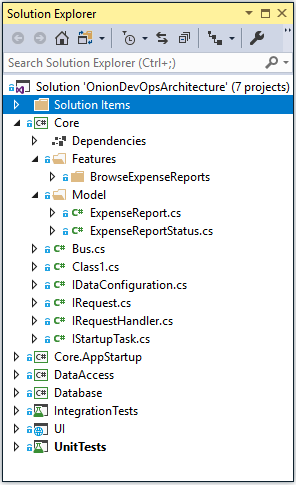 Solution Explorer
Search Solution Explorer (Ctrl+;)
Solution 'OnionDevOpsArchitecture' (7 projects)
Solution Items
Core
Dependencies
Features
BrowseExpenseReports
Model
ExpenseReport.cs
ExpenseReportStatus.cs
Bus.cs
Class1.cs
IDataConfiguration.cs
IRequest.cs
IRequestHandler.cs
IStartupTask.cs
Core.AppStartup
DataAccess
Database
IntegrationTests
UI
UnitTests